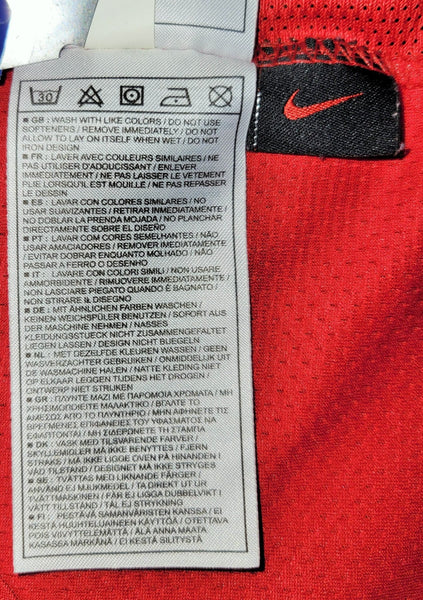 30
■ GB : WASH WITH LIKE COLORS / DO NOT USE
SOFTENERS / REMOVE IMMEDIATELY / DO NOT
ALLOW TO LAY ON ITSELF WHEN WET / DO NOT
IRON DESIGN
■ FR : LAVER AVEC COULEURS SIMILAIRES / NE
PAS UTILISER D'ADOUCISSANT / ENLEVER
IMMEDIATEMENT / NE PAS LAISSER LE VETEMENT
PLIE LORSQU'IL EST MOUILLE / NE PAS REPASSER
LE DESSIN
■ ES : LAVAR CON COLORES SIMILARES / NO
USAR SUAVIZANTES / RETIRAR INMEDIATAMENTE /
NO DOBLAR LA PRENDA MOJADA / NO PLANCHAR
DIRECTAMENTE SOBRE EL DISEÑO
■ PT : LAVAR COM CORES SEMELHANTES / NÃO
USAR AMACIADORES / REMOVER IMEDIATAMENTE
/ EVITAR DOBRAR ENQUANTO MOLHADO / NÃO
PASSAR A FERRO O DESENHO
■ IT : LAVARE CON COLORI SIMILI / NON USARE
AMMORBIDENTE / RIMUOVERE IMMEDIATAMENTE /
NON LASCIARE PIEGATO QUANDO È BAGNATO /
NON STIRARE IL DISEGNO
■ DE : MIT ÄHNLICHEN FARBEN WASCHEN /
KEINEN WEICHSPÜLER BENUTZEN / SOFORT AUS
DER MASCHINE NEHMEN / NASSES
KLEIDUNGSSTUECK NICHT ZUSAMMENGEFALTET
LIEGEN LASSEN / DESIGN NICHT BUEGELN
■ NL : MET DEZELFDE KLEUREN WASSEN / GEEN
WASVERZACHTER GEBRUIKEN / ONMIDDELIJK UIT
DE WASMACHINE HALEN / NATTE KLEDING NIET
OP ELKAAR LEGGEN TIJDENS HET DROGEN /
ONTWERP NIET STRIJKEN
■ GR : ΠΛΥΝΤΕ ΜΑΖΙ ΜΕ ΠΑΡΟΜΟΙΑ ΧΡΩΜΑΤΑ / ΜΗ
ΧΡΗΣΙΜΟΠΟΙΕΙΤΕ ΜΑΛΑΚΤΙΚΟ / ΒΓΑΛΤΕ ΤΟ
ΑΜΕΣΩΣ ΑΠΟ ΤΟ ΠΛΥΝΤΗΡΙΟ / ΜΗΝ ΑΦΗΝΕΤΕ ΤΙΣ
ΒΡΕΜΕΝΕΣ ΕΠΙΦΑΝΕΙΕΣ ΤΟΥ ΥΦΑΣΜΑΤΟΣ ΝΑ
ΕΦΑΠΤΟΝΤΑΙ / ΜΗ ΣΙΔΕΡΩΝΕΤΕ ΤΗ ΣΤΑΜΠΑ
■ DK : VASK MED TILSVARENDE FARVER /
SKYLLEMIDLER MÅ IKKE BENYTTES / FJERN
STRAKS / MÅ IKKE LIGGE OVEN PÅ HINANDEN I
VÅD TILSTAND / DESIGNET MÅ IKKE STRYGES
■ SE : TVÄTTAS MED LIKNANDE FÄRGER /
ANVÄND EJ MJUKMEDEL / TA DIREKT UT UR
TVÄTTMASKINEN / FÅR EJ LIGGA DUBBELVIKT I
VÅTT TILLSTÅND / EJ STRYKNING
■ FI : PESTÄVÄ SAMANVÄRISTEN KANSSA / EI
HUUHTELUAINEEN KÄYTTÖÄ / OTETTAVA
POIS VIIVYTTELEMÄTTÄ / ÄLÄ ANNA MAATA
KASASSA MÄRKÄNÄ / EI KESTÄ SILITYSTÄ